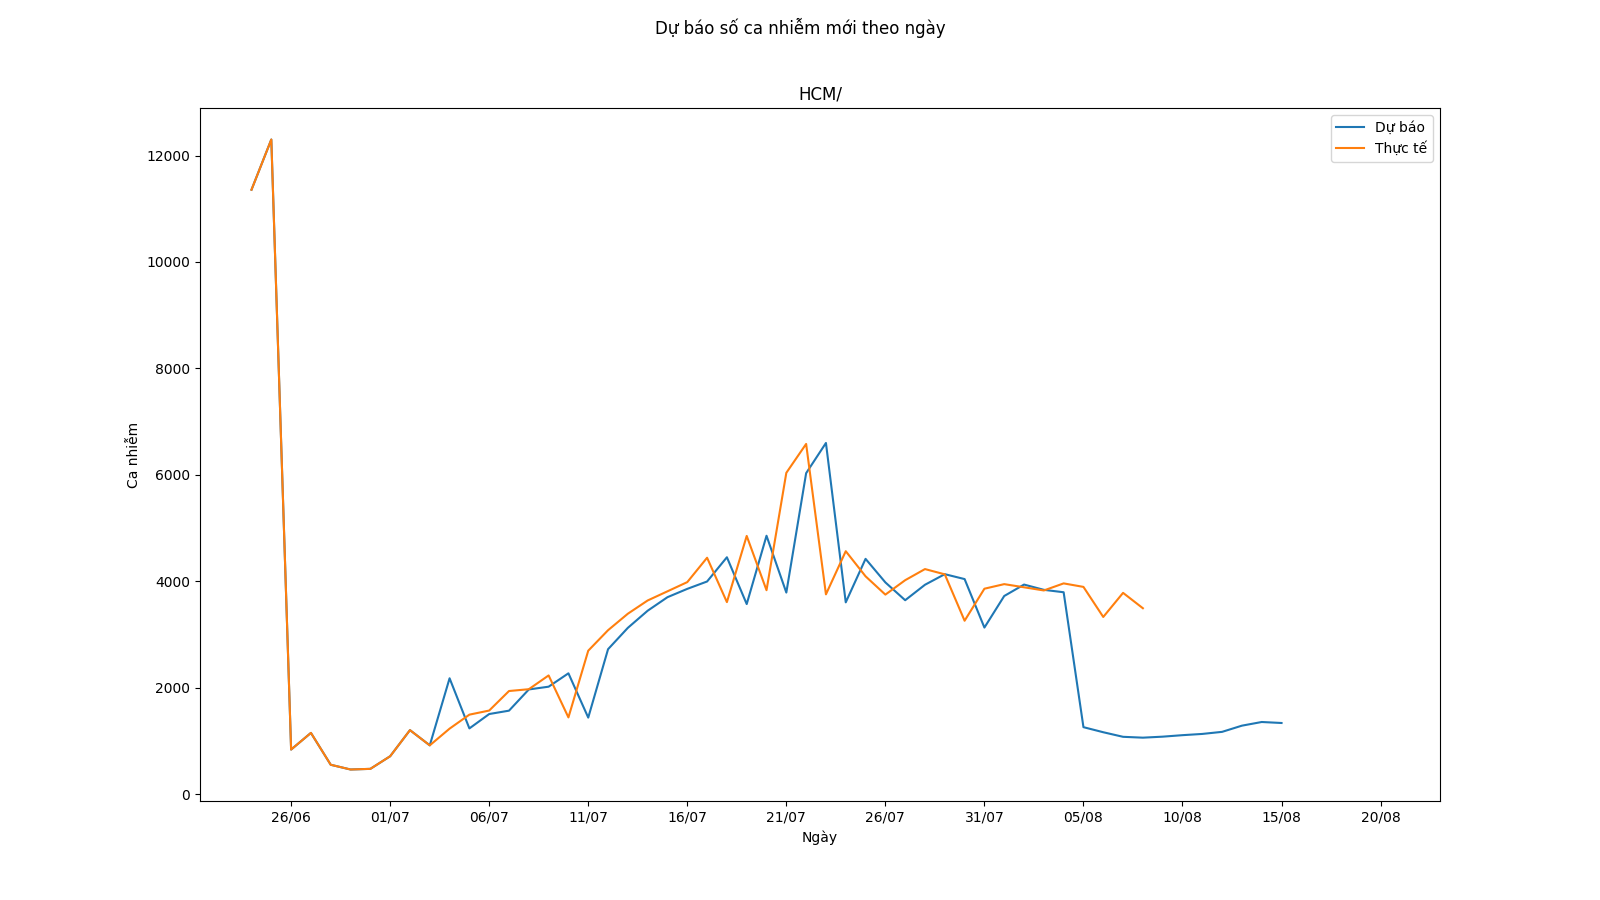 Dự báo số ca nhiễm mới theo ngày
HCM/
Dự báo
Thực tế
12000
10000
8000
6000
4000
2000
0
Ca nhiễm
26/06 01/07 06/07 11/07 16/07 21/07 26/07 31/07 05/08 10/08 15/08 20/08
Ngày